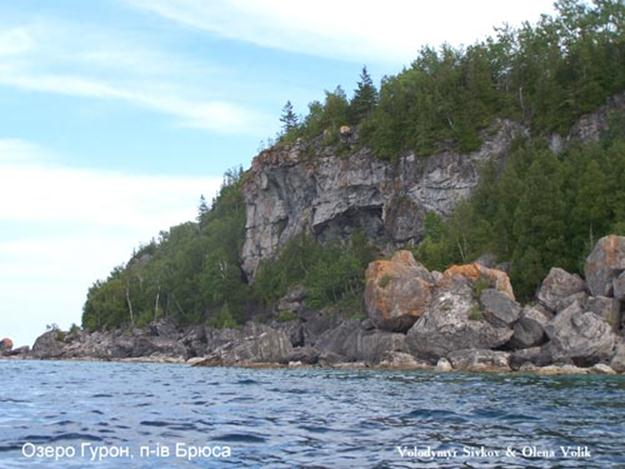 Озеро Гурон, п-ів Брюса
Volodymyr Sivkov & Olena Volik